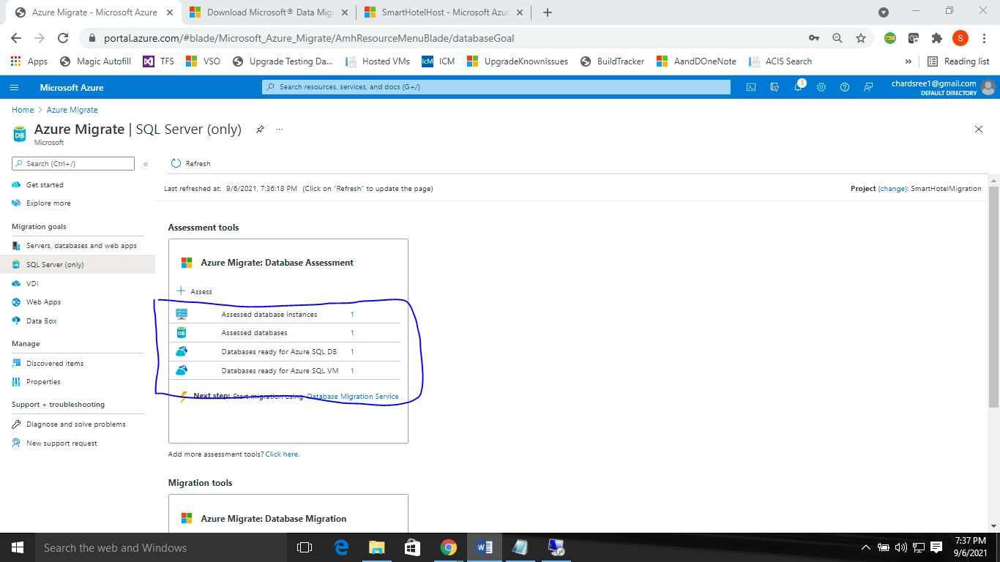 Azure Migrate - Microsoft Azure
Download Microsoft® Data Migr
SmartHotelHost - Microsoft Azur
portal.azure.com/#blade/Microsoft_Azure_Migrate/AmhResourceMenuBlade/databaseGoal
S
Apps Magic Autofill TFS VSO Upgrade Testing Da... Hosted VMs IcM ICM UpgradeKnownIssues BuildTracker AandDOneNote ACIS Search » Reading list
Microsoft Azure
Search resources, services, and docs (G+/)
5
chardsree1@gmail.com
DEFAULT DIRECTORY
Home > Azure Migrate
DB
Azure Migrate | SQL Server (only) ...
Microsoft
Search (Ctrl+/) «
Get started
Explore more
Migration goals
Servers, databases and web apps
SQL Server (only)
VDI
Web Apps
Data Box
Manage
Discovered items
Properties
Support + troubleshooting
Diagnose and solve problems
New support request
Refresh
Last refreshed at: 9/6/2021, 7:36:18 PM (Click on "Refresh" to update the page)
Project (change): SmartHotelMigration
Assessment tools
Azure Migrate: Database Assessment
+ Assess
Assessed database instances 1
DB Assessed databases 1
Databases ready for Azure SQL DB 1
Databases ready for Azure SQL VM 1
Next step: Start migration using Database Migration Service
Add more assessment tools? Click here.
Migration tools
Azure Migrate: Database Migration
Search the web and Windows
7:37 PM
9/6/2021